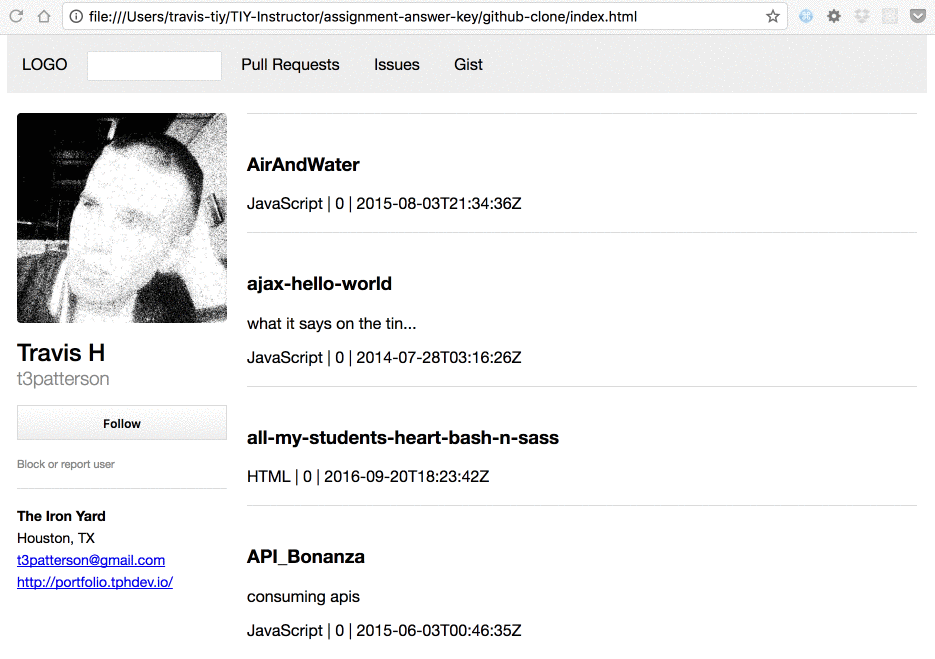 file:///Users/travis-tiy/TIY-Instructor/assignment-answer-key/github-clone/index.html
LOGO Pull Requests Issues Gist
AirAndWater
JavaScript | 0 | 2015-08-03T21:34:36Z
ajax-hello-world
what it says on the tin...
JavaScript | 0 | 2014-07-28T03:16:26Z
all-my-students-heart-bash-n-sass
HTML | 0 | 2016-09-20T18:23:42Z
API_Bonanza
consuming apis
JavaScript | 0 | 2015-06-03T00:46:35Z
Travis H
t3patterson
Follow
Block or report user
The Iron Yard
Houston, TX
t3patterson@gmail.com
http://portfolio.tphdev.io/